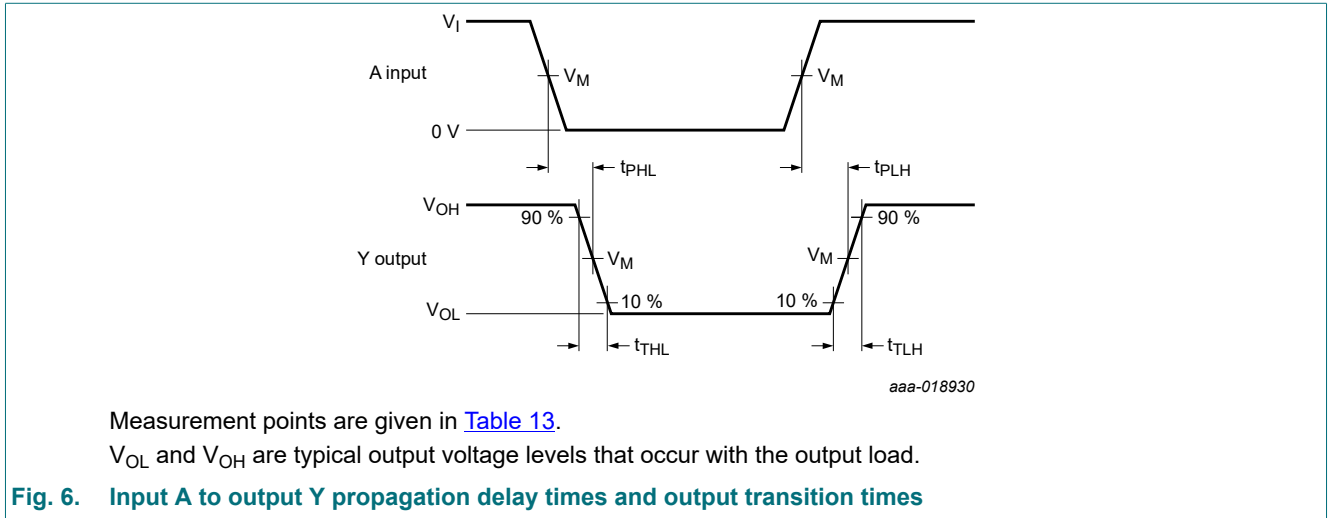 V_I
A input
V_M
V_M
0 V
t_PHL
t_PLH
V_OH
90 %
90 %
Y output
V_M
V_M
10 %
10 %
V_OL
t_THL
t_TLH
aaa-018930
Measurement points are given in Table 13.
V_OL and V_OH are typical output voltage levels that occur with the output load.
Fig. 6. Input A to output Y propagation delay times and output transition times